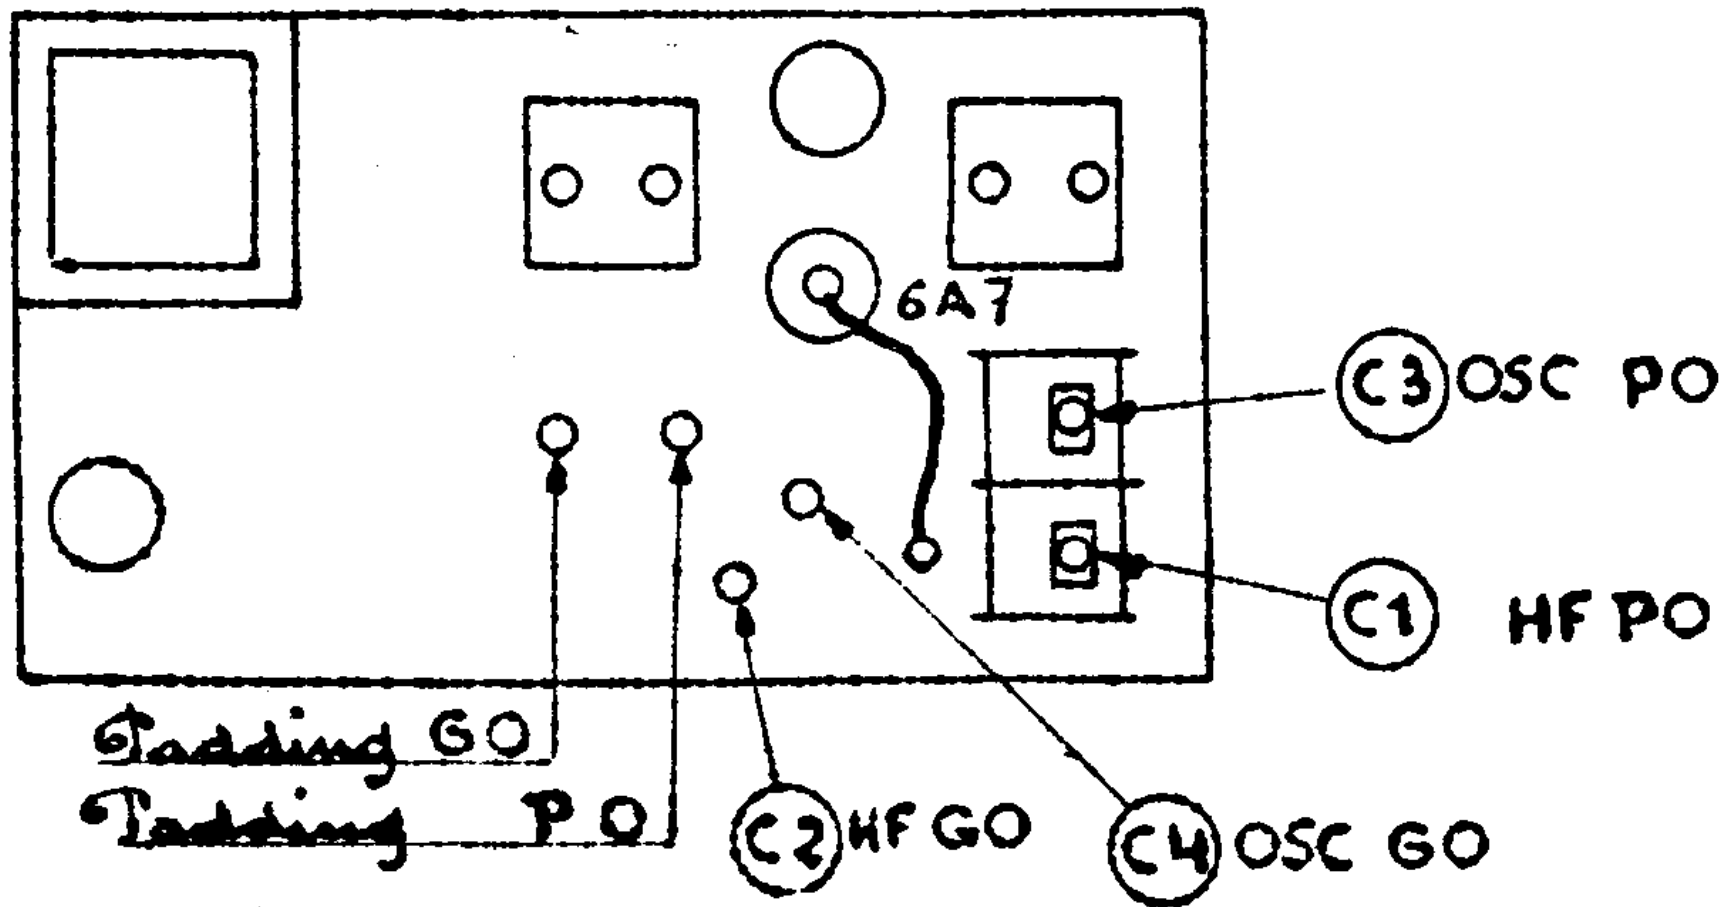 6A7
C3 OSC PO
C1 HF PO
Padding GO
Padding PO
C2 HF GO
C4 OSC GO